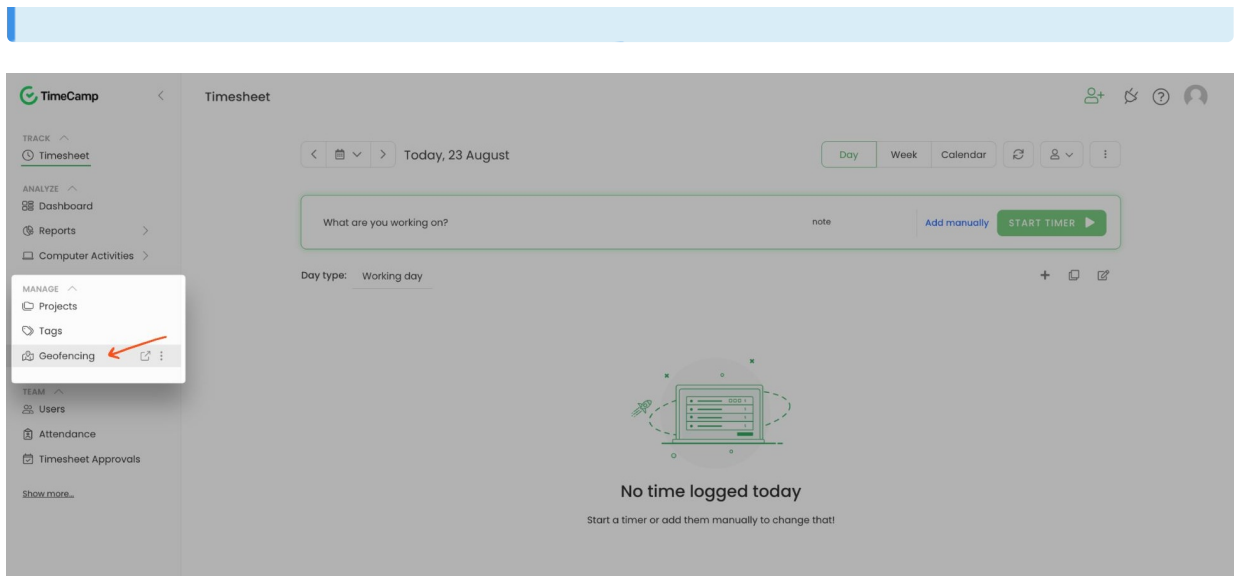 TimeCamp
Timesheet
TRACK
Timesheet
Today, 23 August
Day
Week
Calendar
ANALYZE
Dashboard
What are you working on?
note
Add manually
START TIMER
Reports
Computer Activities
Day type:
Working day
MANAGE
Projects
Tags
Geofencing
TEAM
Users
Attendance
Timesheet Approvals
Show more...
No time logged today
Start a timer or add them manually to change that!